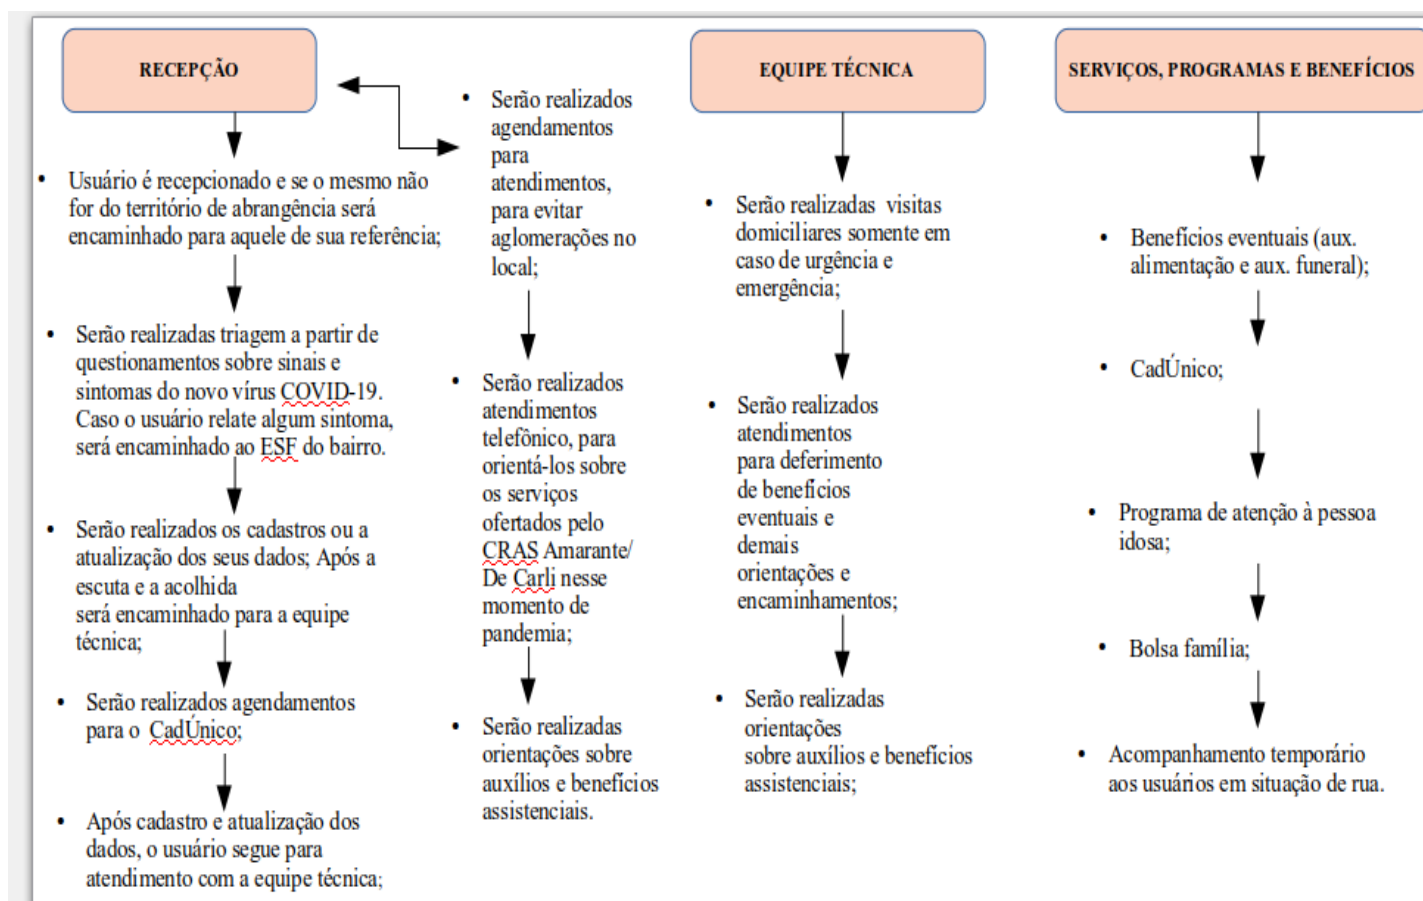 RECEPÇÃO
• Usuário é recepcionado e se o mesmo não
for do território de abrangência será
encaminhado para aquele de sua referência;
• Serão realizadas triagem a partir de
questionamentos sobre sinais e
sintomas do novo vírus COVID-19.
Caso o usuário relate algum sintoma,
será encaminhado ao ESF do bairro.
• Serão realizados os cadastros ou a
atualização dos seus dados; Após a
escuta e a acolhida
será encaminhado para a equipe
técnica;
• Serão realizados agendamentos
para o CadÚnico;
• Após cadastro e atualização dos
dados, o usuário segue para
atendimento com a equipe técnica;
• Serão realizados
agendamentos
para
atendimentos,
para evitar
aglomerações no
local;
• Serão realizados
atendimentos
telefônico, para
orientá-los sobre
os serviços
ofertados pelo
CRAS Amarante/
De Carli nesse
momento de
pandemia;
• Serão realizadas
orientações sobre
auxílios e benefícios
assistenciais.
EQUIPE TÉCNICA
• Serão realizadas visitas
domiciliares somente em
caso de urgência e
emergência;
• Serão realizados
atendimentos
para deferimento
de benefícios
eventuais e
demais
orientações e
encaminhamentos;
• Serão realizadas
orientações
sobre auxílios e benefícios
assistenciais;
SERVIÇOS, PROGRAMAS E BENEFÍCIOS
• Benefícios eventuais (aux.
alimentação e aux. funeral);
• CadÚnico;
• Programa de atenção à pessoa
idosa;
• Bolsa família;
• Acompanhamento temporário
aos usuários em situação de rua.